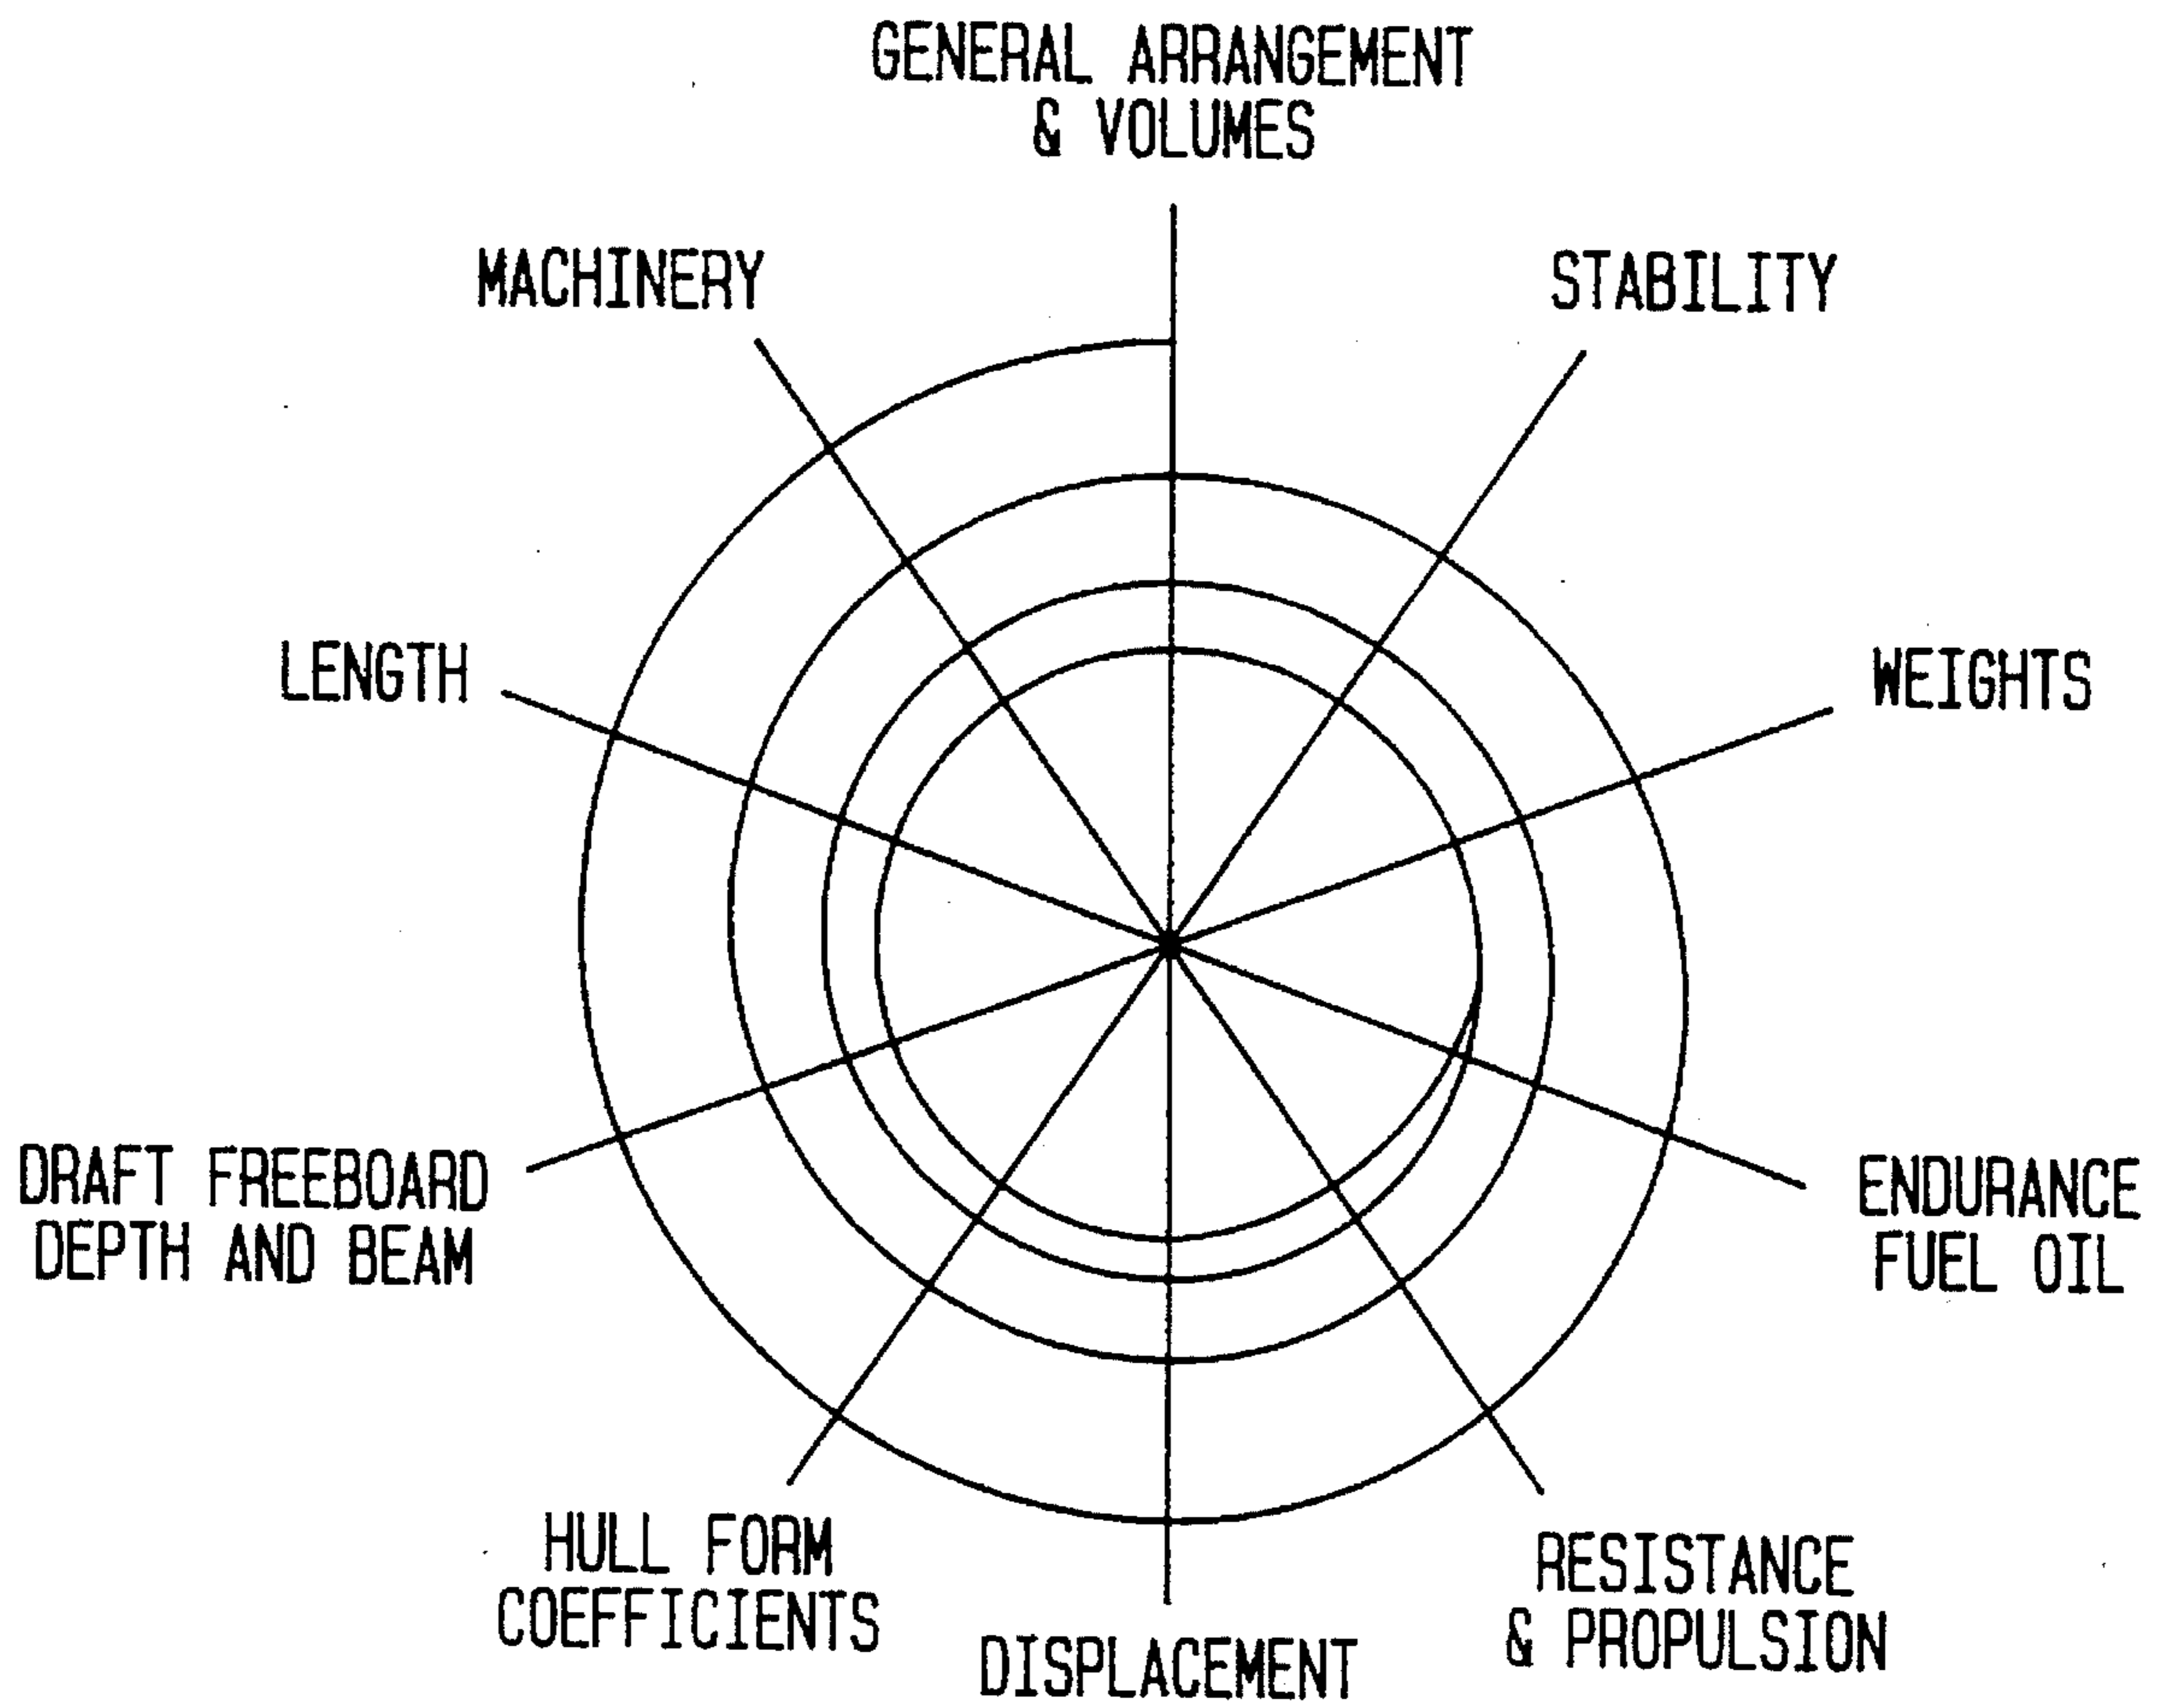 GENERAL ARRANGEMENT
& VOLUMES
MACHINERY
STABILITY
LENGTH
WEIGHTS
DRAFT FREEBOARD
DEPTH AND BEAM
ENDURANCE
FUEL OIL
HULL FORM
COEFFICIENTS
DISPLACEMENT
RESISTANCE
& PROPULSION